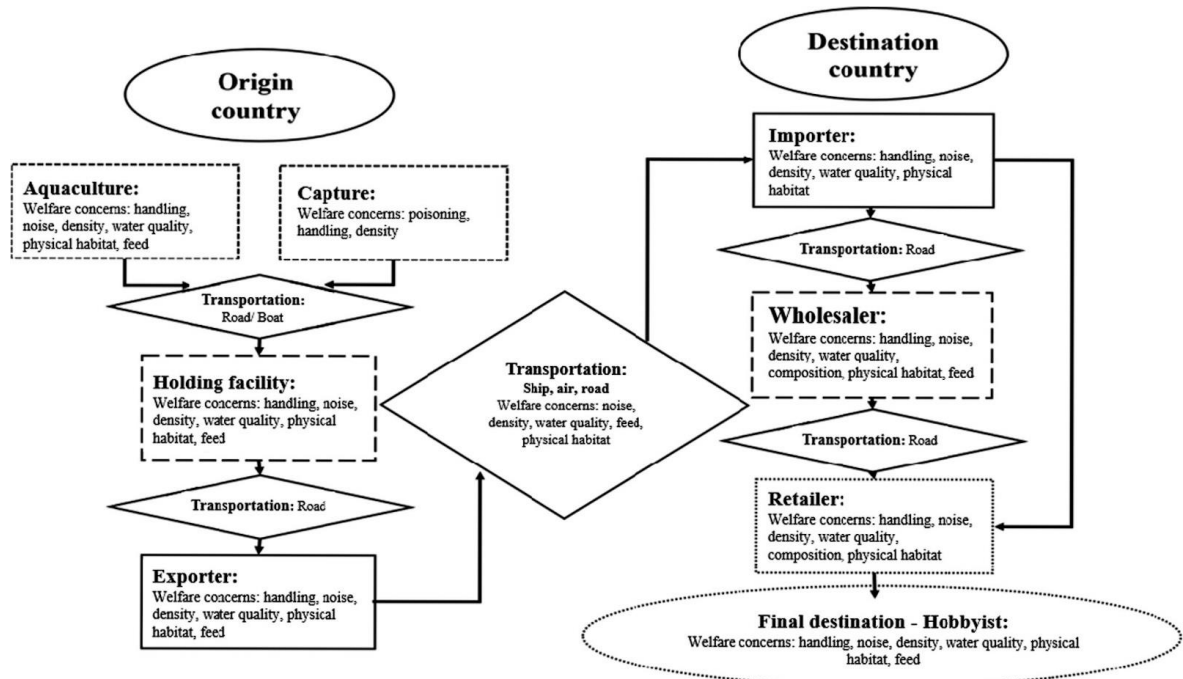 Origin
country
Aquaculture:
Welfare concerns: handling,
noise, density, water quality,
physical habitat, feed
Capture:
Welfare concerns: poisoning,
handling, density
Transportation:
Road/ Boat
Holding facility:
Welfare concerns: handling, noise,
density, water quality, physical
habitat, feed
Transportation: Road
Exporter:
Welfare concerns: handling, noise,
density, water quality, physical
habitat, feed
Transportation:
Ship, air, road
Welfare concerns: noise,
density, water quality, feed,
physical habitat
Destination
country
Importer:
Welfare concerns: handling, noise,
density, water quality, physical
habitat
Transportation: Road
Wholesaler:
Welfare concerns: handling, noise,
density, water quality,
composition, physical habitat, feed
Transportation: Road
Retailer:
Welfare concerns: handling, noise,
density, water quality,
composition, physical habitat
Final destination - Hobbyist:
Welfare concerns: handling, noise, density, water quality, physical
habitat, feed